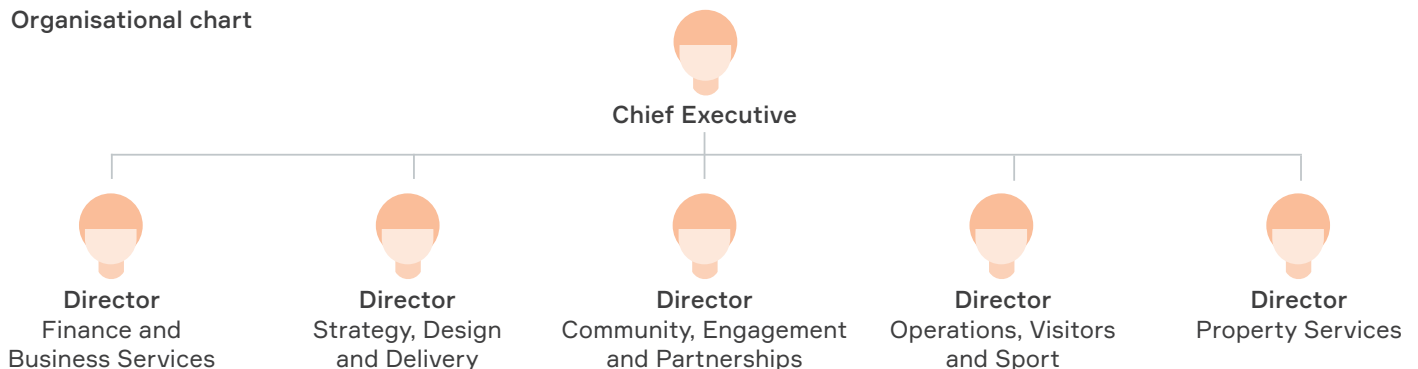 Organisational chart
Chief Executive
Director
Finance and
Business Services
Director
Strategy, Design
and Delivery
Director
Community, Engagement
and Partnerships
Director
Operations, Visitors
and Sport
Director
Property Services